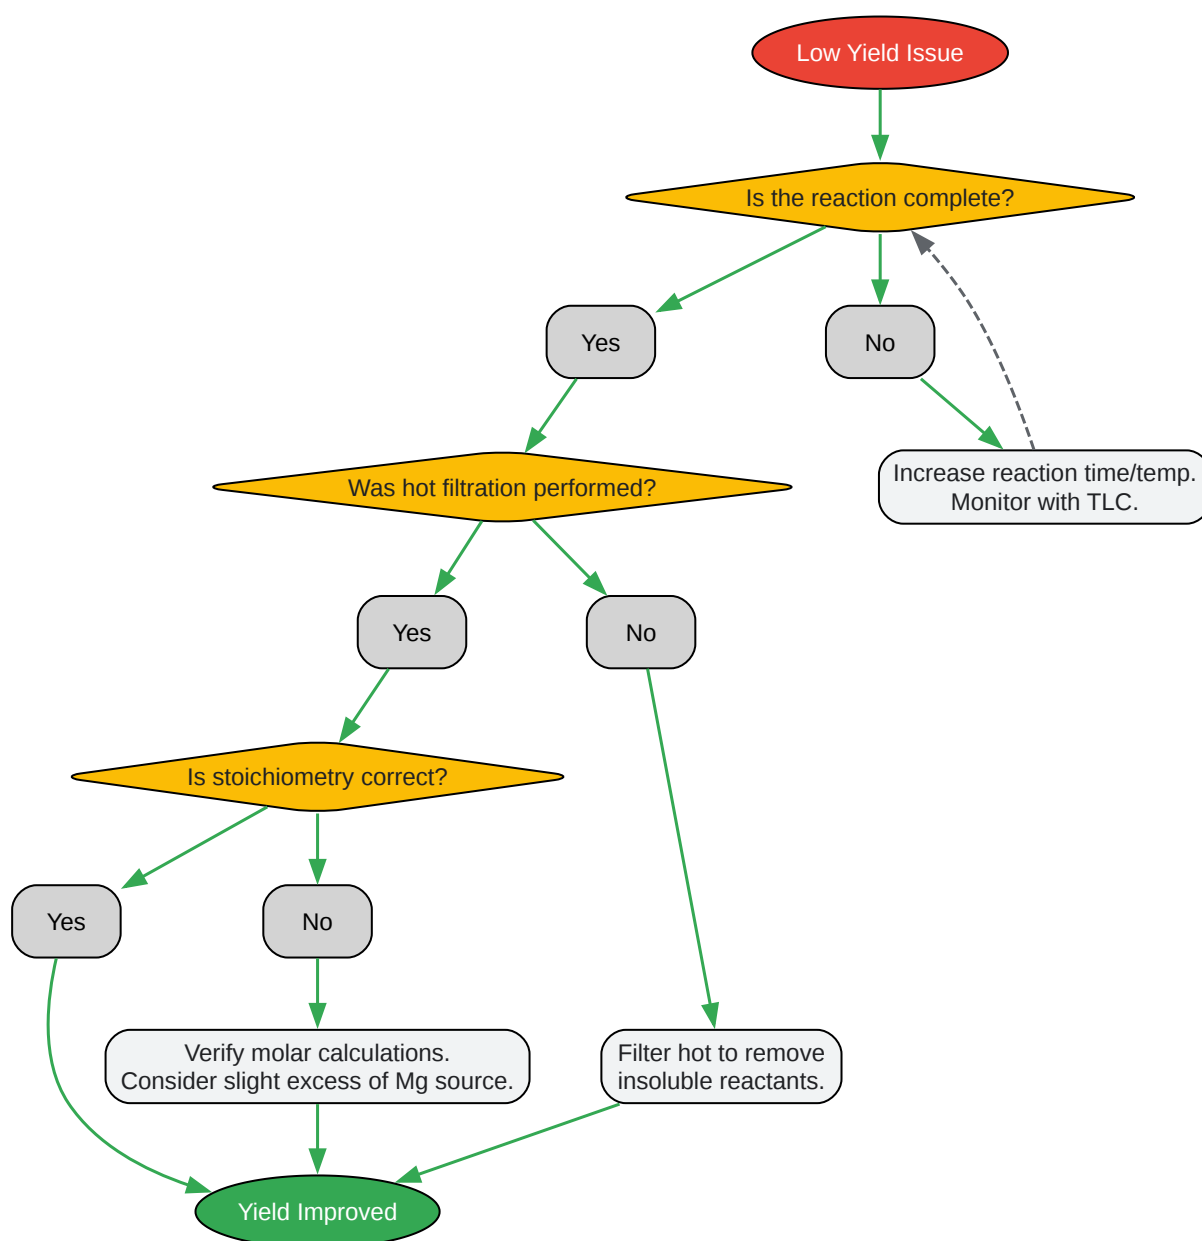 Low Yield Issue
Is the reaction complete?
Yes
No
Increase reaction time/temp.
Monitor with TLC.
Was hot filtration performed?
Yes
No
Is stoichiometry correct?
Yes
No
Verify molar calculations.
Consider slight excess of Mg source.
Filter hot to remove
insoluble reactants.
Yield Improved